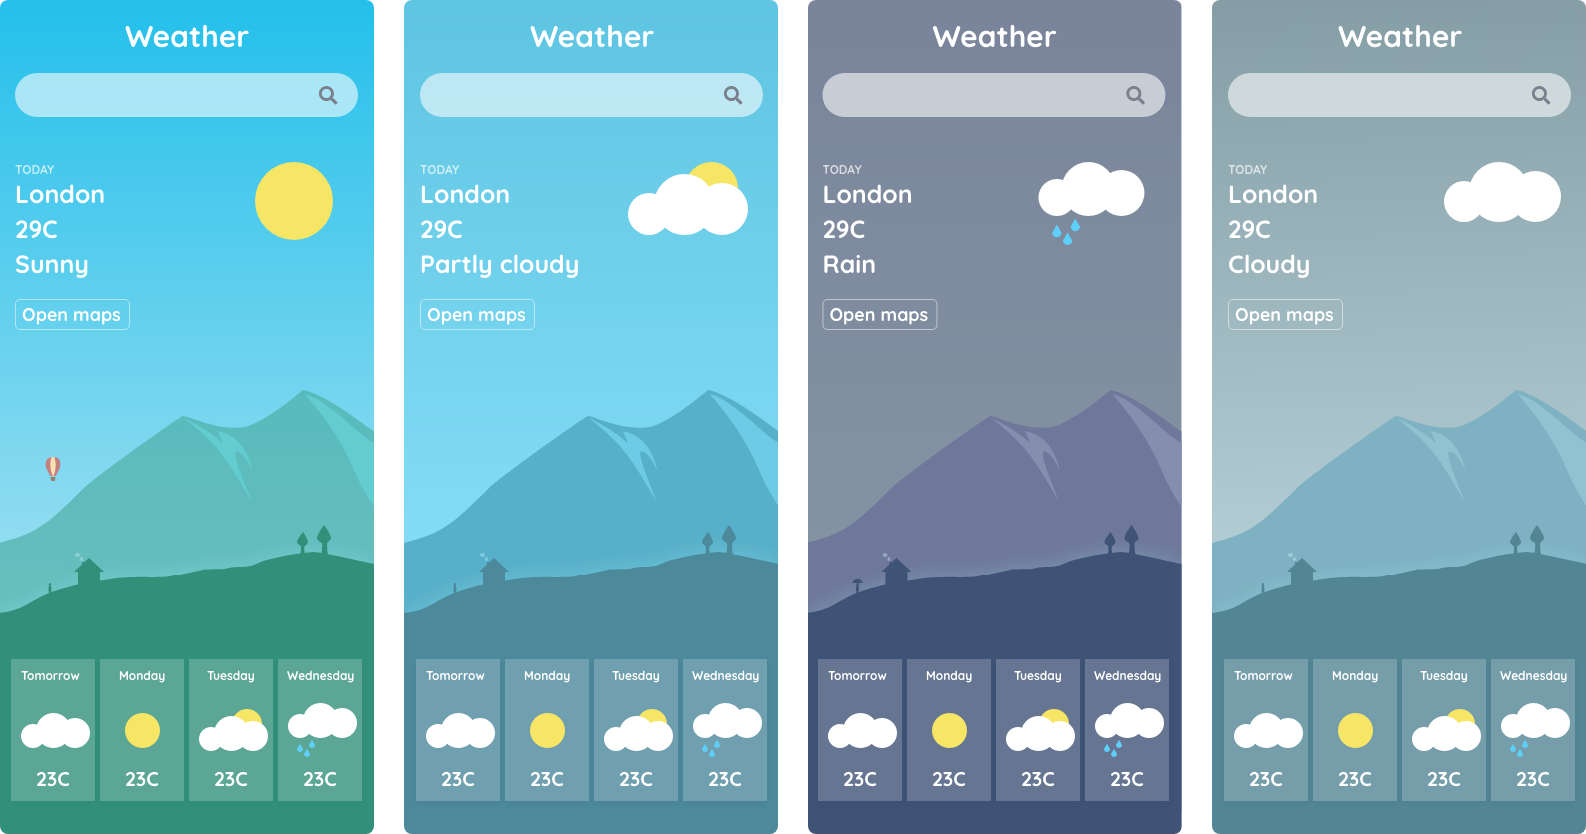 Weather
TODAY
London
29C
Sunny
Open maps
Tomorrow
Monday
Tuesday
Wednesday
23C
23C
23C
23C
Weather
TODAY
London
29C
Partly cloudy
Open maps
Tomorrow
Monday
Tuesday
Wednesday
23C
23C
23C
23C
Weather
TODAY
London
29C
Rain
Open maps
Tomorrow
Monday
Tuesday
Wednesday
23C
23C
23C
23C
Weather
TODAY
London
29C
Cloudy
Open maps
Tomorrow
Monday
Tuesday
Wednesday
23C
23C
23C
23C